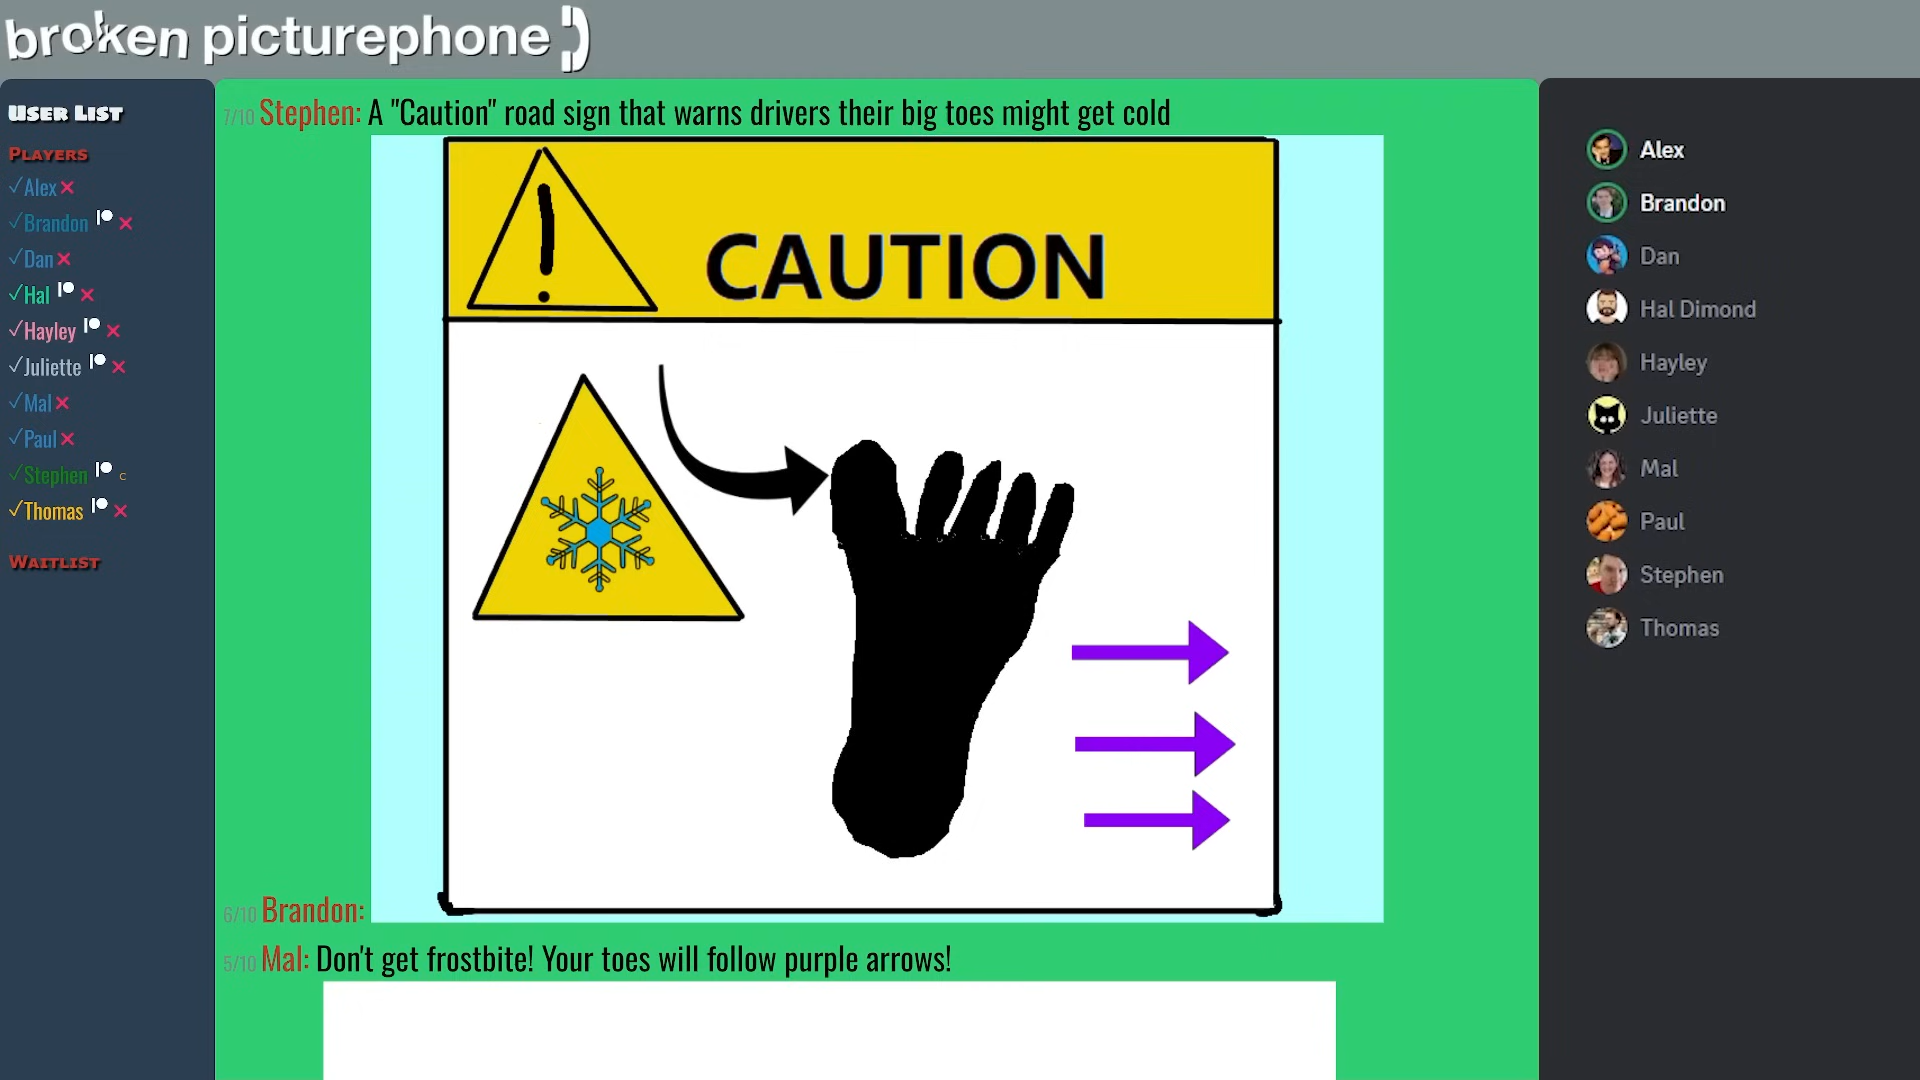 broken picturephone
User List
Players
✓Alex ×
✓Brandon ×
✓Dan ×
✓Hal ×
✓Hayley ×
✓Juliette ×
✓Mal ×
✓Paul ×
✓Stephen c
✓Thomas ×
Waitlist
7/10 Stephen: A "Caution" road sign that warns drivers their big toes might get cold
!
CAUTION
6/10 Brandon:
5/10 Mal: Don't get frostbite! Your toes will follow purple arrows!
Alex
Brandon
Dan
Hal Dimond
Hayley
Juliette
Mal
Paul
Stephen
Thomas